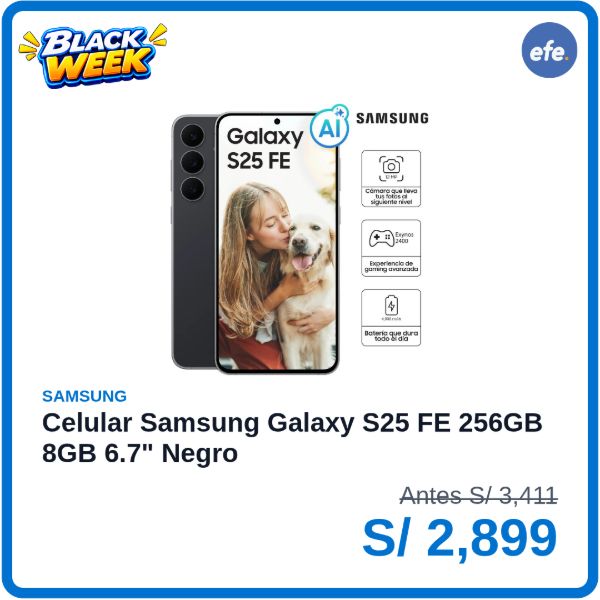 BLACK
WEEK
efe.
Galaxy
S25 FE
AI
SAMSUNG
12 MP
Cámara que lleva
tus fotos al
siguiente nivel
Exynos
2400
Experiencia de
gaming avanzada
Batería que dura
todo el día
SAMSUNG
Celular Samsung Galaxy S25 FE 256GB
8GB 6.7" Negro
Antes S/ 3,411
S/ 2,899